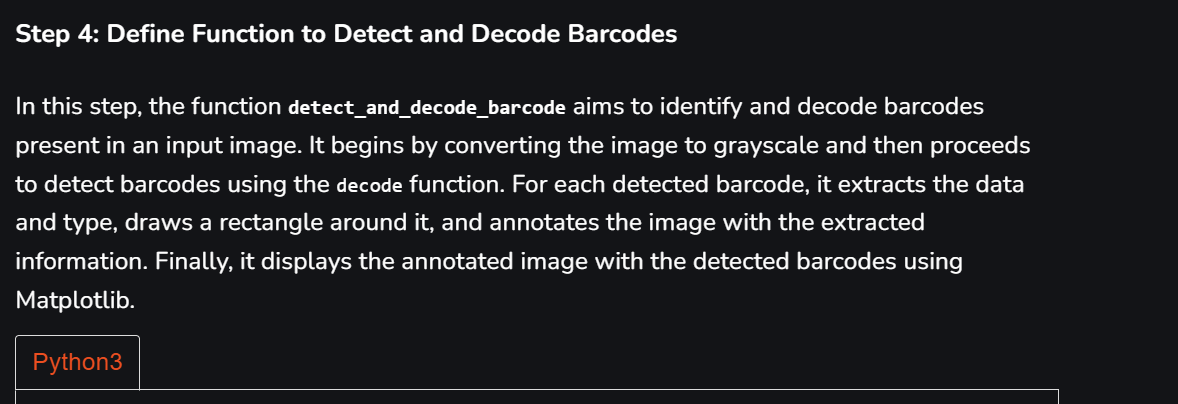 Step 4: Define Function to Detect and Decode Barcodes
In this step, the function detect_and_decode_barcode aims to identify and decode barcodes
present in an input image. It begins by converting the image to grayscale and then proceeds
to detect barcodes using the decode function. For each detected barcode, it extracts the data
and type, draws a rectangle around it, and annotates the image with the extracted
information. Finally, it displays the annotated image with the detected barcodes using
Matplotlib.
Python3